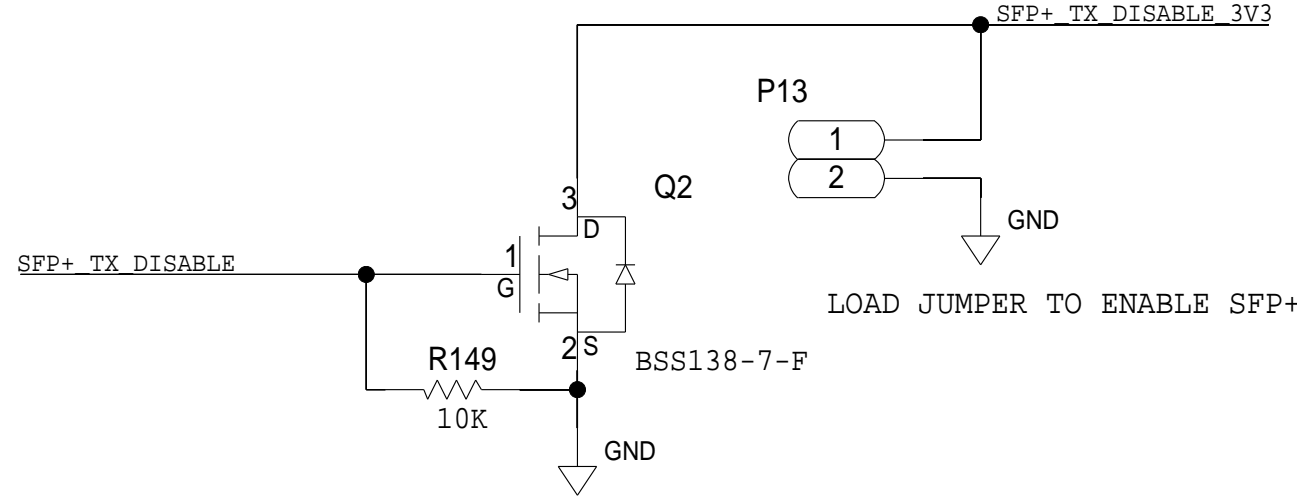 SFP+_TX_DISABLE_3V3
P13
1
2
Q2
3
D
GND
SFP+_TX_DISABLE
1
G
LOAD JUMPER TO ENABLE SFP+
2
S
R149
BSS138-7-F
10K
GND